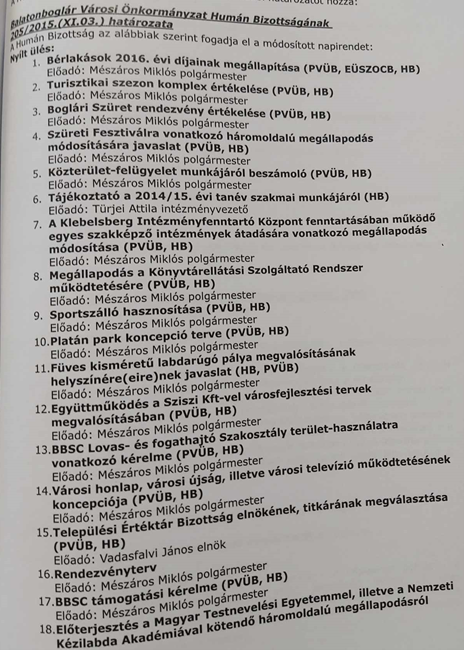 Balatonboglár Városi Önkormányzat Humán Bizottságának
205/2015.(XI.03.) határozata
A Humán Bizottság az alábbiak szerint fogadja el a módosított napirendet:
Nyílt ülés:
1. Bérlakások 2016. évi díjainak megállapítása (PVÜB, EÜSZOCB, HB)
Előadó: Mészáros Miklós polgármester
2. Turisztikai szezon komplex értékelése (PVÜB, HB)
Előadó: Mészáros Miklós polgármester
3. Boglári Szüret rendezvény értékelése (PVÜB, HB)
Előadó: Mészáros Miklós polgármester
4. Szüreti Fesztiválra vonatkozó háromoldalú megállapodás
módosítására javaslat (PVÜB, HB)
Előadó: Mészáros Miklós polgármester
5. Közterület-felügyelet munkájáról beszámoló (PVÜB, HB)
Előadó: Mészáros Miklós polgármester
6. Tájékoztató a 2014/15. évi tanév szakmai munkájáról (HB)
Előadó: Türjei Attila intézményvezető
7. A Klebelsberg Intézményfenntartó Központ fenntartásában működő
egyes szakképző intézmények átadására vonatkozó megállapodás
módosítása (PVÜB, HB)
Előadó: Mészáros Miklós polgármester
8. Megállapodás a Könyvtárellátási Szolgáltató Rendszer
működtetésére (PVÜB, HB)
Előadó: Mészáros Miklós polgármester
9. Sportszálló hasznosítása (PVÜB, HB)
Előadó: Mészáros Miklós polgármester
10.Platán park koncepció terve (PVÜB, HB)
Előadó: Mészáros Miklós polgármester
11.Füves kisméretű labdarúgó pálya megvalósításának
helyszínére(eire)nek javaslat (HB, PVÜB)
Előadó: Mészáros Miklós polgármester
12.Együttműködés a Sziszi Kft-vel városfejlesztési tervek
megvalósításában (PVÜB, HB)
Előadó: Mészáros Miklós polgármester
13.BBSC Lovas- és fogathajtó Szakosztály terület-használatra
vonatkozó kérelme (PVÜB, HB)
Előadó: Mészáros Miklós polgármester
14.Városi honlap, városi újság, illetve városi televízió működtetésének
koncepciója (PVÜB, HB)
Előadó: Mészáros Miklós polgármester
15.Települési Értéktár Bizottság elnökének, titkárának megválasztása
(PVÜB, HB)
Előadó: Vadasfalvi János elnök
16.Rendezvényterv
Előadó: Mészáros Miklós polgármester
17.BBSC támogatási kérelme (PVÜB, HB)
Előadó: Mészáros Miklós polgármester
18.Előterjesztés a Magyar Testnevelési Egyetemmel, illetve a Nemzeti
Kézilabda Akadémiával kötendő háromoldalú megállapodásról